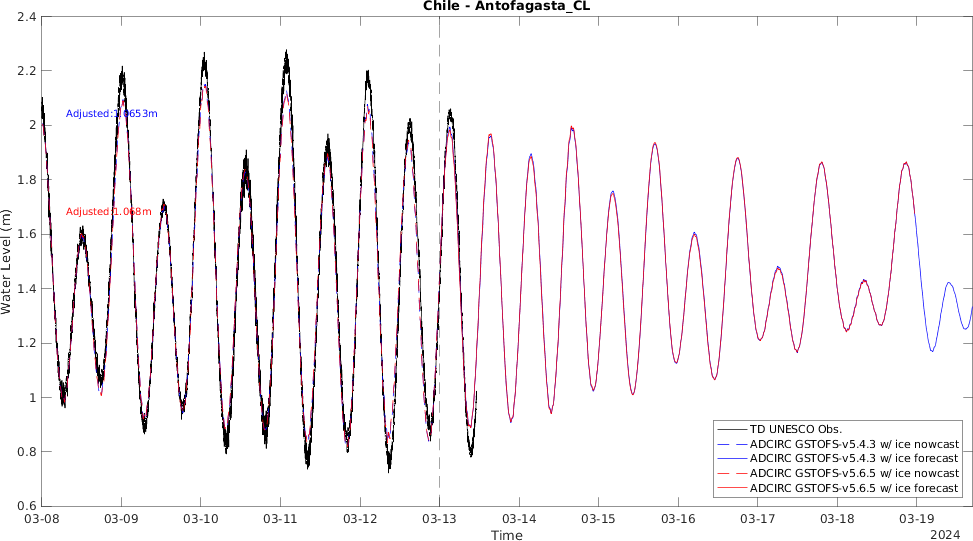 Chile - Antofagasta_CL
2.4
2.2
2
1.8
1.6
1.4
1.2
1
0.8
0.6
Water Level (m)
Adjusted:1.0653m
Adjusted:1.068m
TD UNESCO Obs.
ADCIRC GSTOFS-v5.4.3 w/ ice nowcast
ADCIRC GSTOFS-v5.4.3 w/ ice forecast
ADCIRC GSTOFS-v5.6.5 w/ ice nowcast
ADCIRC GSTOFS-v5.6.5 w/ ice forecast
03-08 03-09 03-10 03-11 03-12 03-13 03-14 03-15 03-16 03-17 03-18 03-19
Time
2024